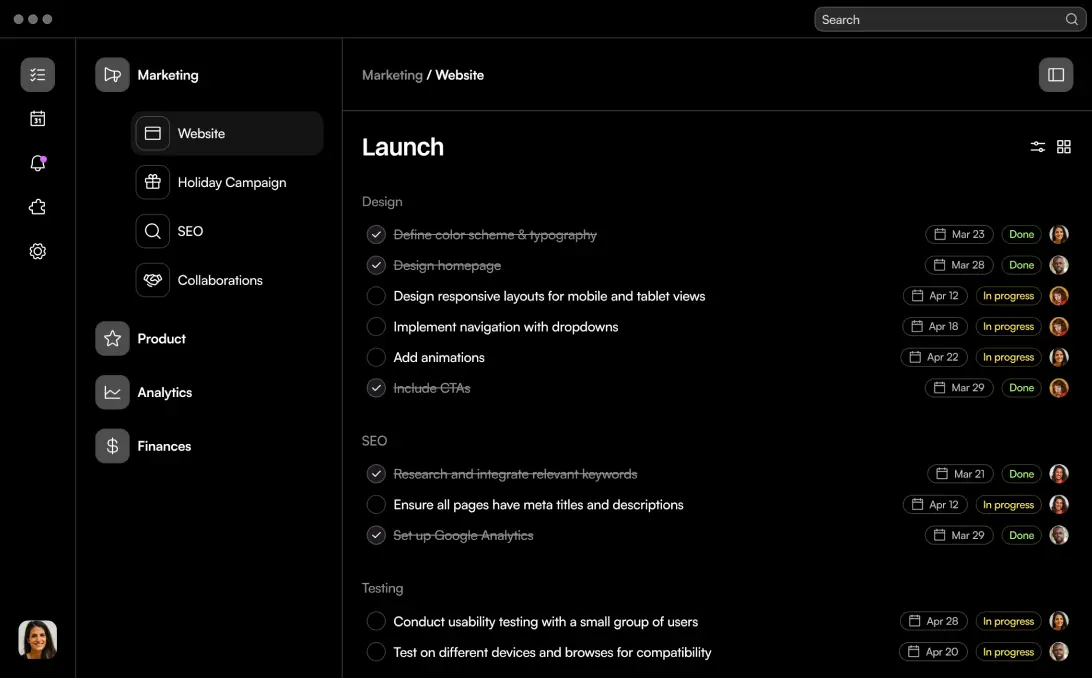 Search
31
Marketing
Website
Holiday Campaign
SEO
Collaborations
Product
Analytics
Finances
Marketing / Website
Launch
Design
Define color scheme & typography Mar 23 Done
Design homepage Mar 28 Done
Design responsive layouts for mobile and tablet views Apr 12 In progress
Implement navigation with dropdowns Apr 18 In progress
Add animations Apr 22 In progress
Include CTAs Mar 29 Done
SEO
Research and integrate relevant keywords Mar 21 Done
Ensure all pages have meta titles and descriptions Apr 12 In progress
Set up Google Analytics Mar 29 Done
Testing
Conduct usability testing with a small group of users Apr 28 In progress
Test on different devices and browses for compatibility Apr 20 In progress